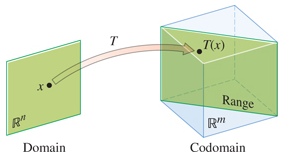 T
x
T(x)
ℝⁿ
Range
ℝᵐ
Domain
Codomain